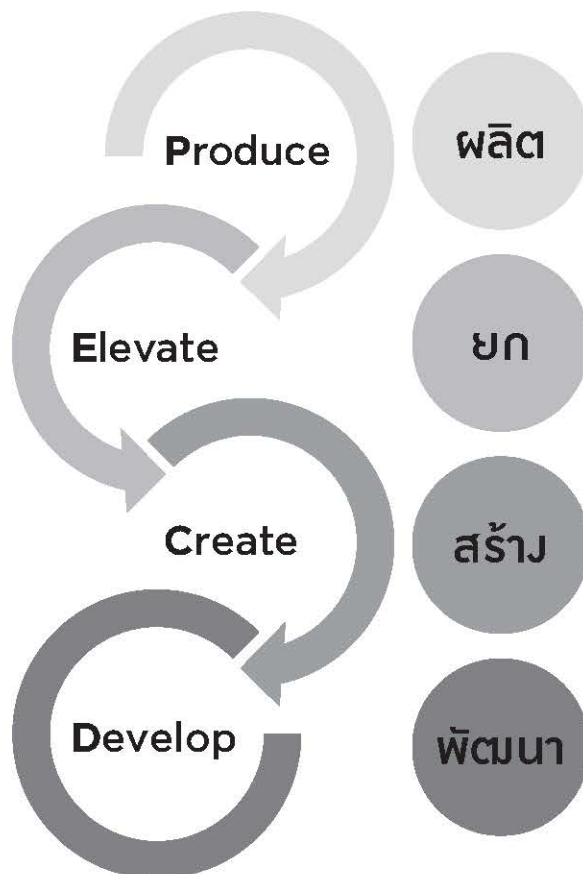 Produce
ผลิต
Elevate
ยก
Create
สร้าง
Develop
พัฒนา